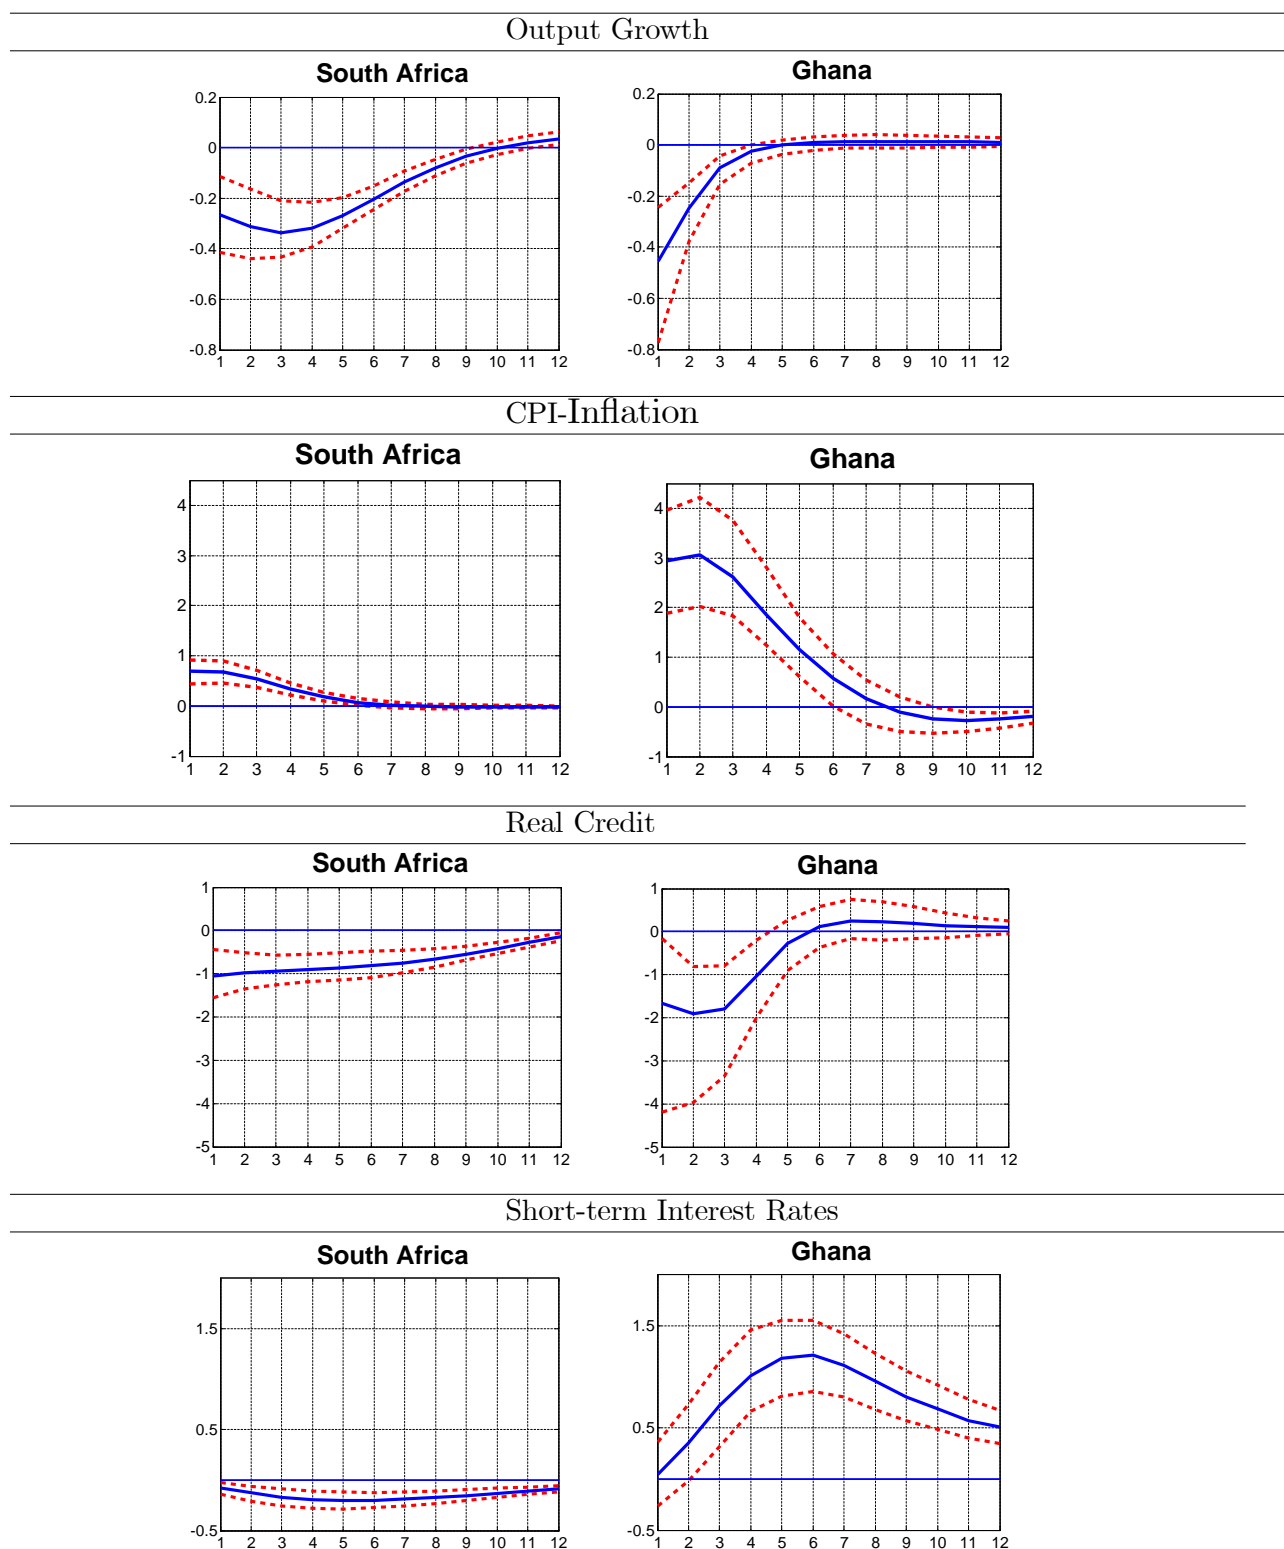 Output Growth
South Africa Ghana
0.2 0.2
0 0
-0.2 -0.2
-0.4 -0.4
-0.6 -0.6
-0.8 -0.8
1 2 3 4 5 6 7 8 9 10 11 12 1 2 3 4 5 6 7 8 9 10 11 12
CPI-Inflation
South Africa Ghana
4 4
3 3
2 2
1 1
0 0
-1 -1
1 2 3 4 5 6 7 8 9 10 11 12 1 2 3 4 5 6 7 8 9 10 11 12
Real Credit
South Africa Ghana
1 1
0 0
-1 -1
-2 -2
-3 -3
-4 -4
-5 -5
1 2 3 4 5 6 7 8 9 10 11 12 1 2 3 4 5 6 7 8 9 10 11 12
Short-term Interest Rates
South Africa Ghana
1.5 1.5
0.5 0.5
-0.5 -0.5
1 2 3 4 5 6 7 8 9 10 11 12 1 2 3 4 5 6 7 8 9 10 11 12